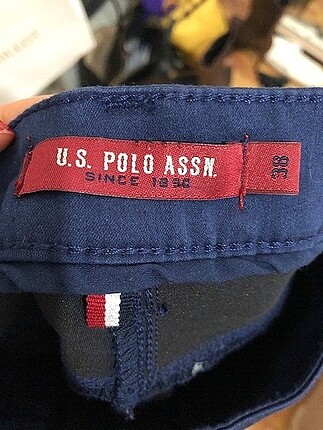 U.S. POLO ASSN.
SINCE 1890
38